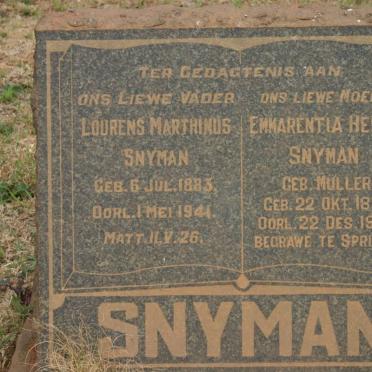 TER GEDAGTENIS AAN
ONS LIEWE VADER
LOURENS MARTHINUS
SNYMAN
GEB. 6 JUL. 1883.
OORL. 1 MEI 1941.
MATT. 11. V. 26.
ONS LIEWE
EMMARENTIA
SNYMAN
GEB. MULLER
GEB. 22 OKT.
OORL. 22 DES.
BEGRAWE TE
SNYMAN